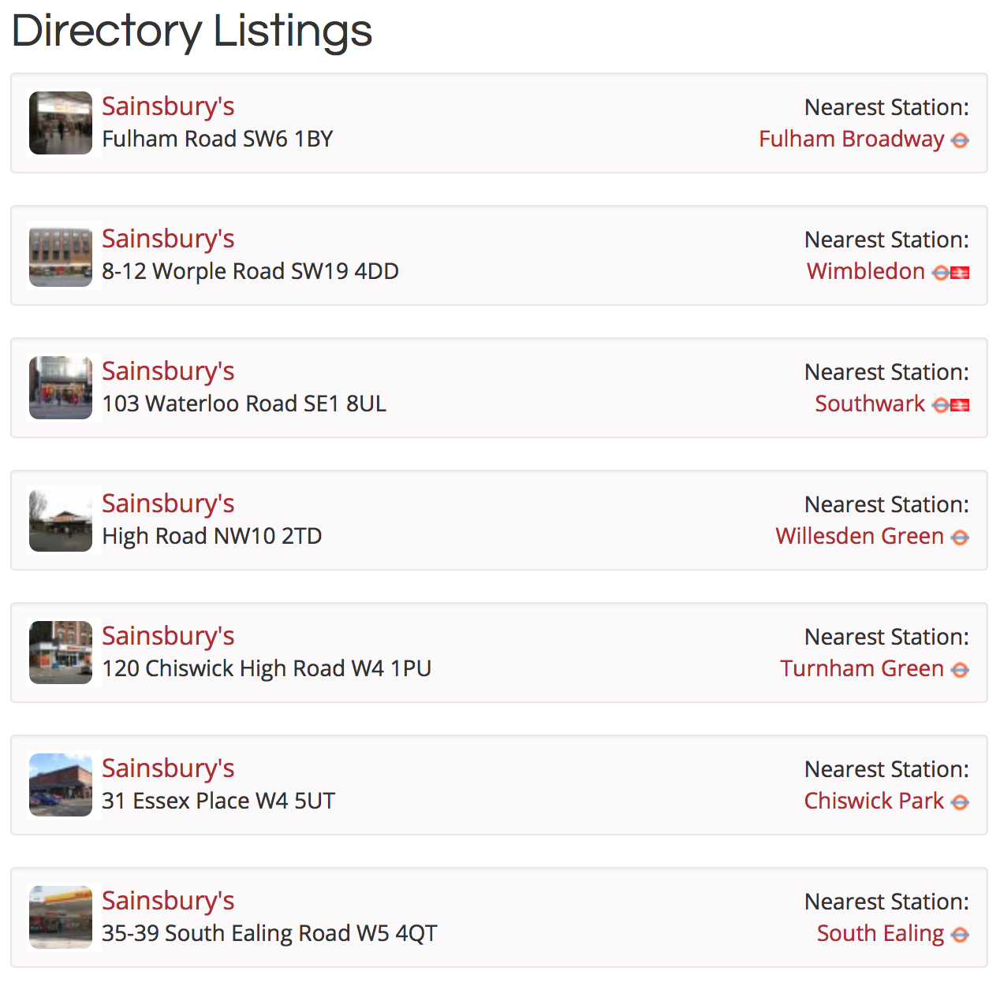 Directory Listings
Sainsbury's
Nearest Station:
Fulham Road SW6 1BY
Fulham Broadway
Sainsbury's
Nearest Station:
8-12 Worple Road SW19 4DD
Wimbledon
Sainsbury's
Nearest Station:
103 Waterloo Road SE1 8UL
Southwark
Sainsbury's
Nearest Station:
High Road NW10 2TD
Willesden Green
Sainsbury's
Nearest Station:
120 Chiswick High Road W4 1PU
Turnham Green
Sainsbury's
Nearest Station:
31 Essex Place W4 5UT
Chiswick Park
Sainsbury's
Nearest Station:
35-39 South Ealing Road W5 4QT
South Ealing